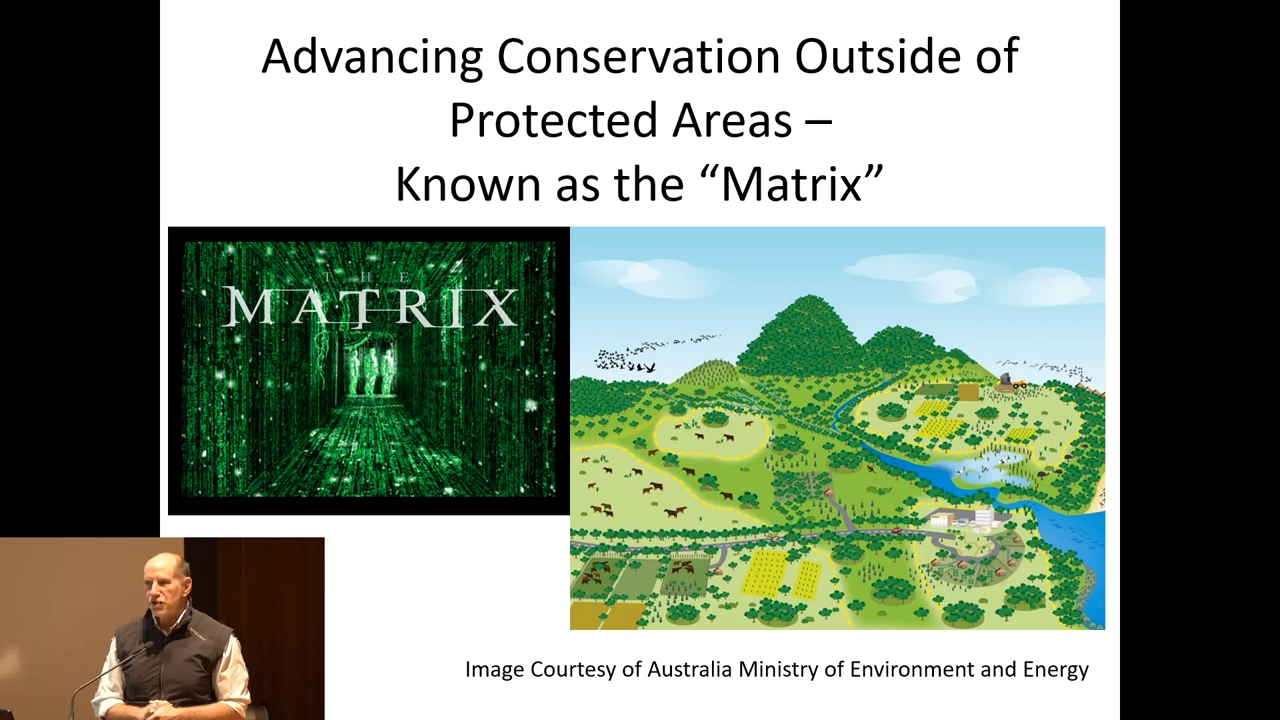 Advancing Conservation Outside of
Protected Areas –
Known as the “Matrix”
THE
MATRIX
Image Courtesy of Australia Ministry of Environment and Energy